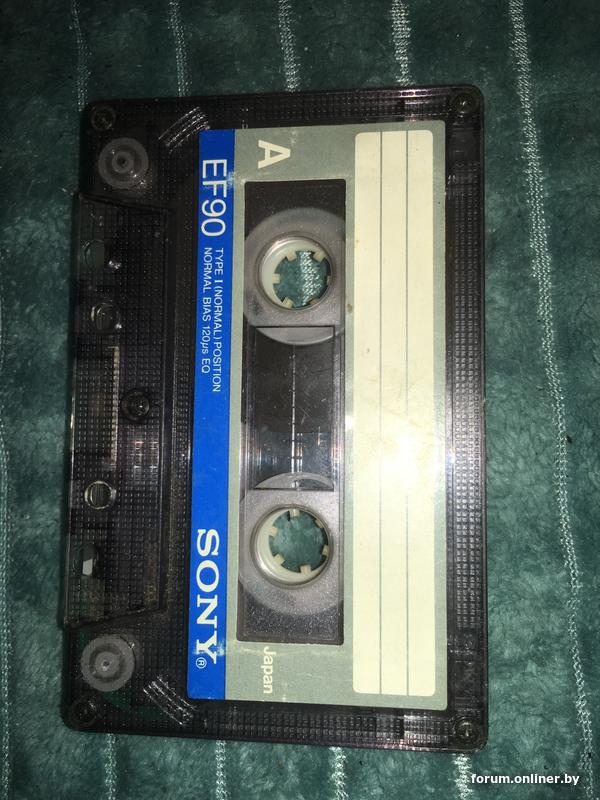 A
EF90
TYPE I (NORMAL) POSITION
NORMAL BIAS 120µs EQ
SONY®
Japan
forum.onliner.by